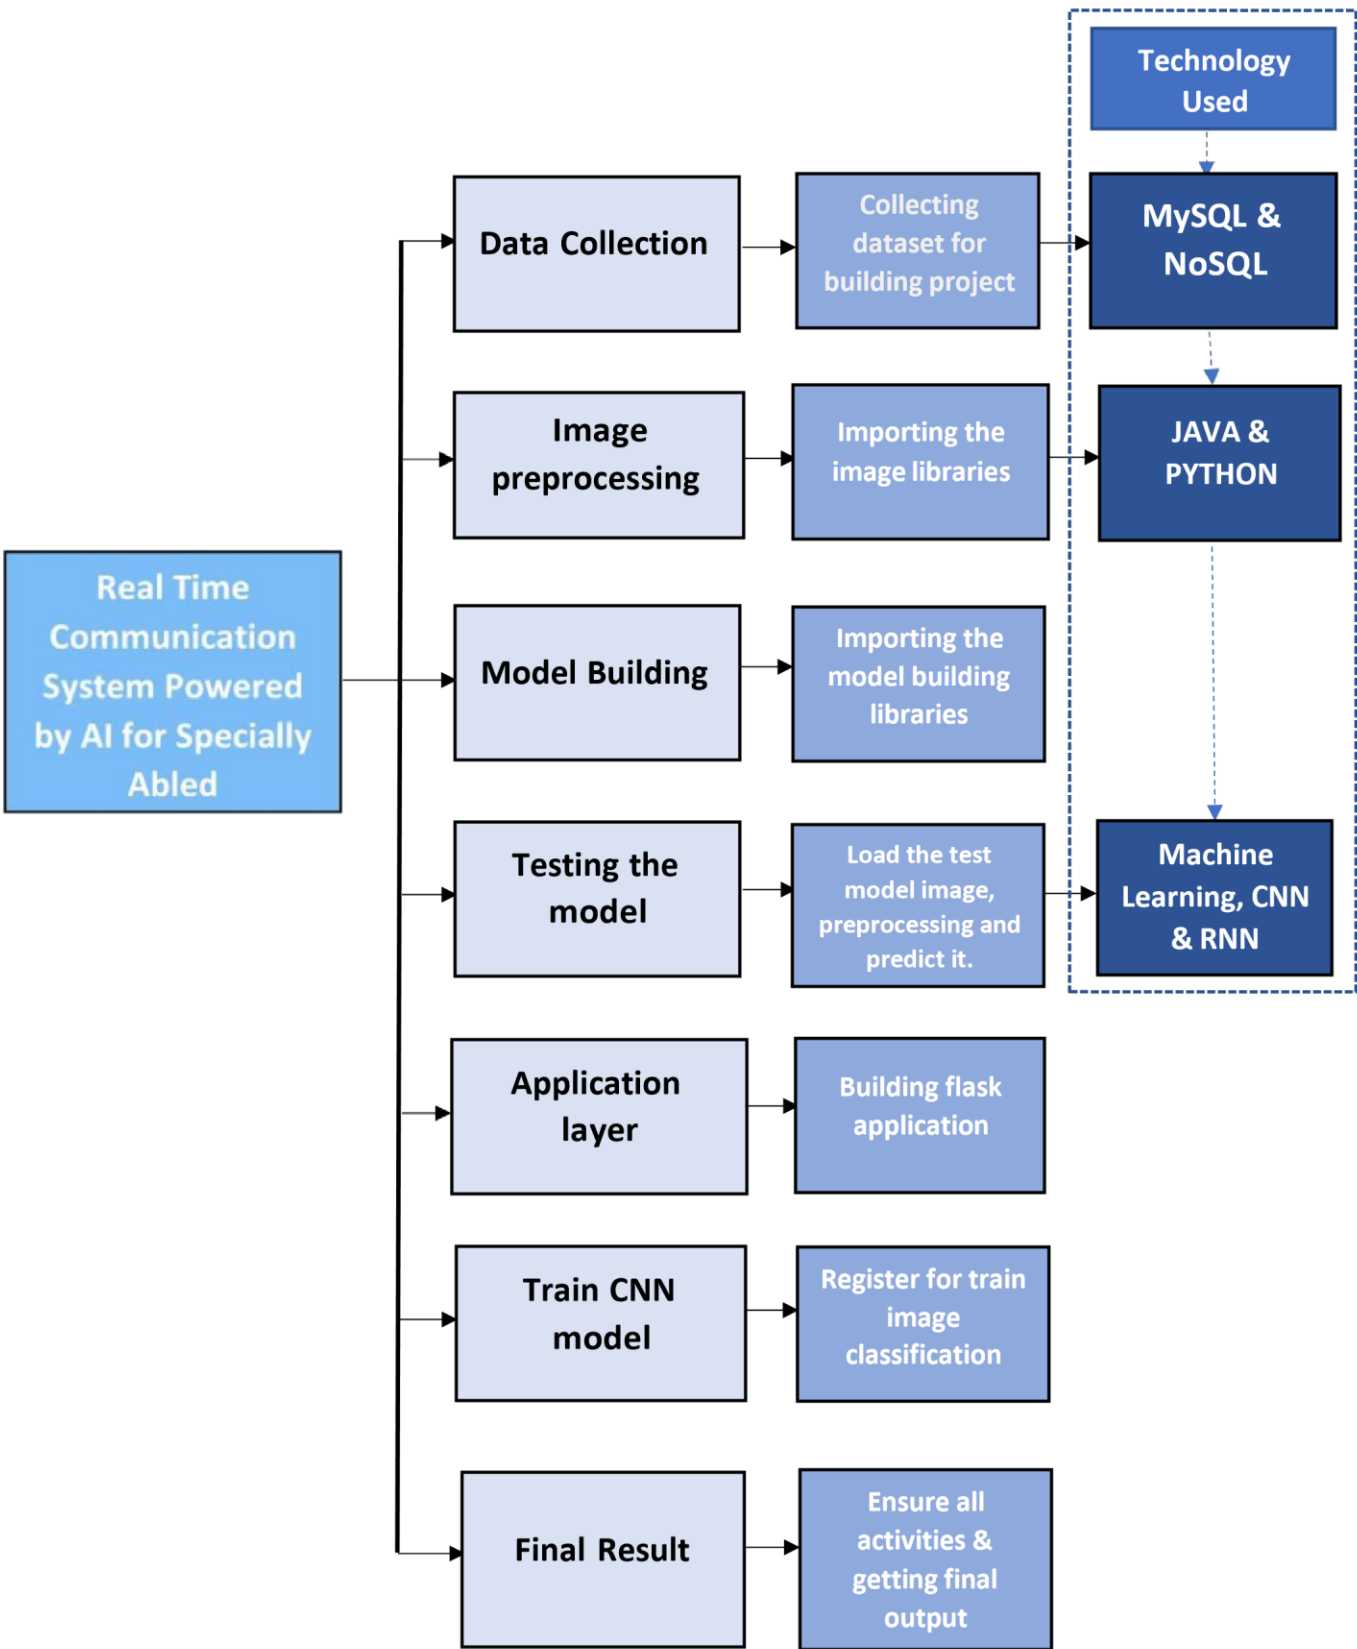 Technology
Used
Data Collection
Collecting
dataset for
building project
MySQL &
NoSQL
Image
preprocessing
Importing the
image libraries
JAVA &
PYTHON
Real Time
Communication
System Powered
by AI for Specially
Abled
Model Building
Importing the
model building
libraries
Testing the
model
Load the test
model image,
preprocessing and
predict it.
Machine
Learning, CNN
& RNN
Application
layer
Building flask
application
Train CNN
model
Register for train
image
classification
Final Result
Ensure all
activities &
getting final
output